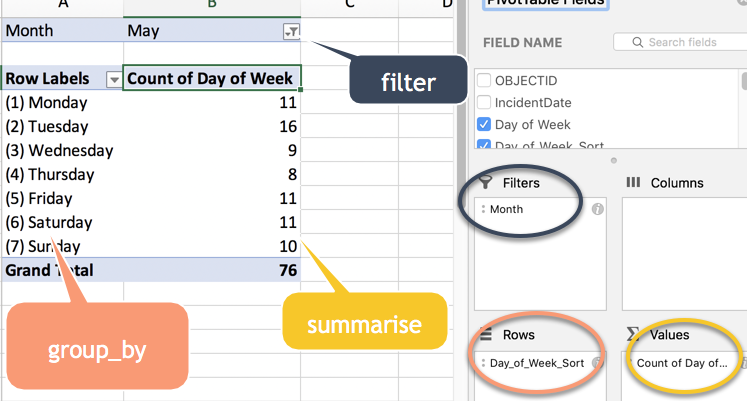 A B C D
PivotTable Fields
Month May
filter
FIELD NAME
Search fields
Row Labels Count of Day of Week
(1) Monday 11
(2) Tuesday 16
(3) Wednesday 9
(4) Thursday 8
(5) Friday 11
(6) Saturday 11
(7) Sunday 10
Grand Total 76
OBJECTID
IncidentDate
Day of Week
Day_of_Week_Sort
Filters
Columns
Month
group_by
summarise
Rows
Values
Day_of_Week_Sort
Count of Day of...